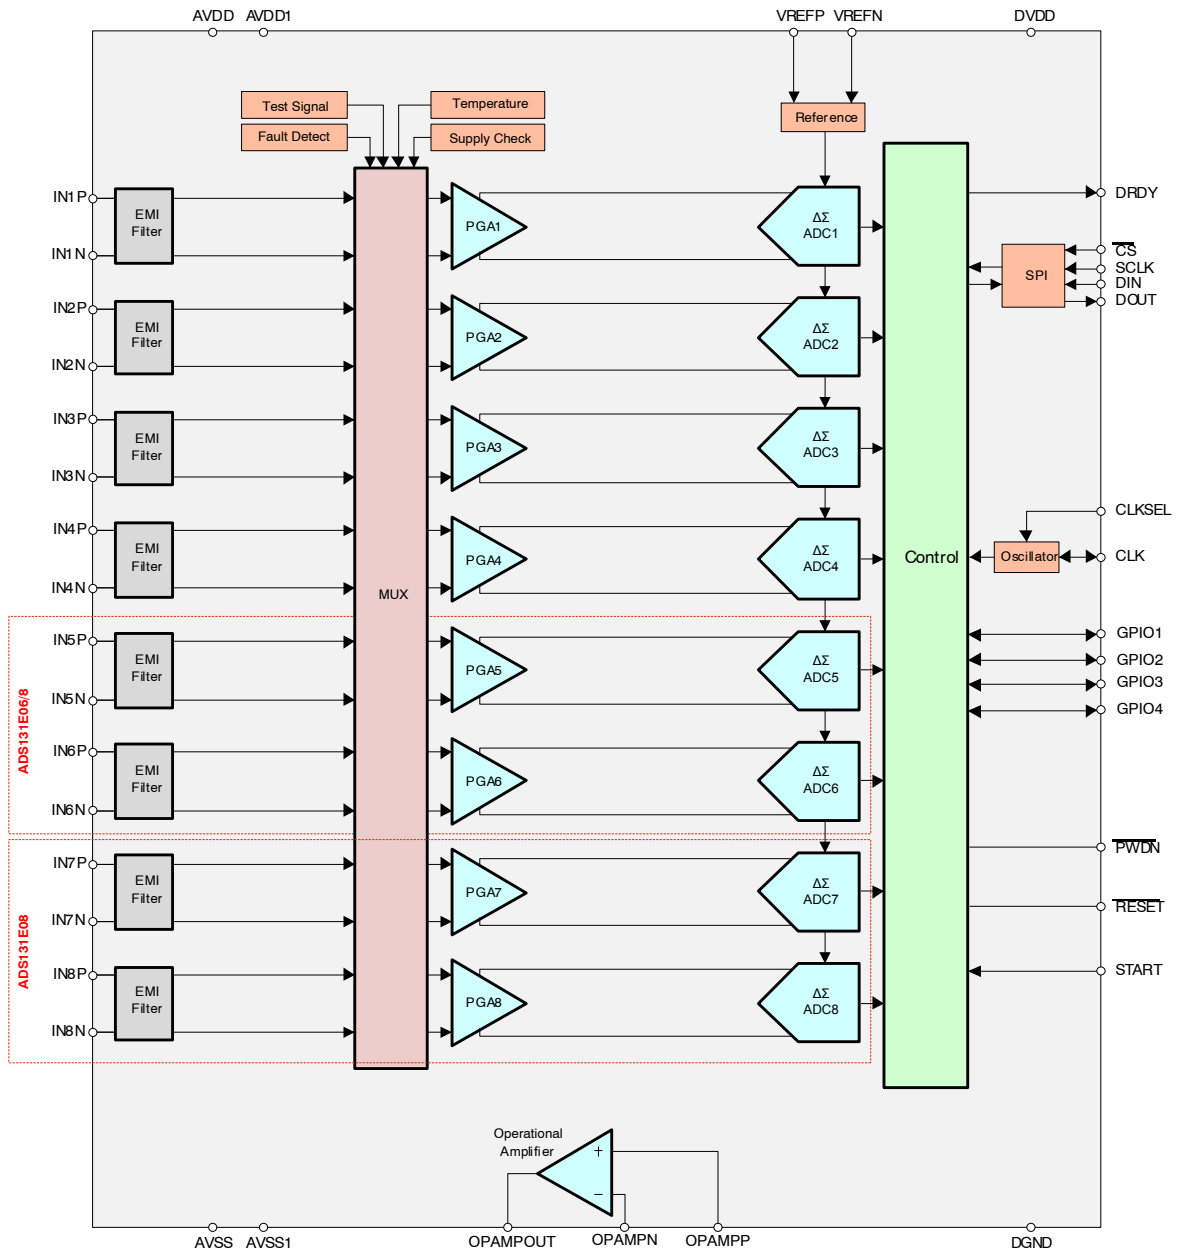 AVDD AVDD1 VREFP VREFN DVDD
Test Signal
Temperature
Fault Detect
Supply Check
Reference
IN1P
EMI
Filter
IN1N
PGA1
ΔΣ
ADC1
DRDY
CS
SCLK
DIN
DOUT
SPI
IN2P
EMI
Filter
IN2N
PGA2
ΔΣ
ADC2
IN3P
EMI
Filter
IN3N
PGA3
ΔΣ
ADC3
IN4P
EMI
Filter
IN4N
PGA4
ΔΣ
ADC4
MUX
Control
CLKSEL
Oscillator
CLK
ADS131E06/8
IN5P
EMI
Filter
IN5N
PGA5
ΔΣ
ADC5
GPIO1
GPIO2
GPIO3
GPIO4
IN6P
EMI
Filter
IN6N
PGA6
ΔΣ
ADC6
ADS131E08
IN7P
EMI
Filter
IN7N
PGA7
ΔΣ
ADC7
PWDN
RESET
IN8P
EMI
Filter
IN8N
PGA8
ΔΣ
ADC8
START
Operational
Amplifier
+
−
AVSS AVSS1 OPAMPOUT OPAMPN OPAMPP DGND